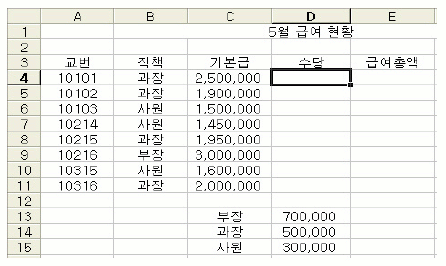 A B C D E
1 5월 급여 현황
2
3 교번 직책 기본급 수당 급여총액
4 10101 과장 2,500,000
5 10102 과장 1,900,000
6 10103 사원 1,500,000
7 10214 사원 1,450,000
8 10215 과장 1,950,000
9 10216 부장 3,000,000
10 10315 사원 1,600,000
11 10316 과장 2,000,000
12
13 부장 700,000
14 과장 500,000
15 사원 300,000